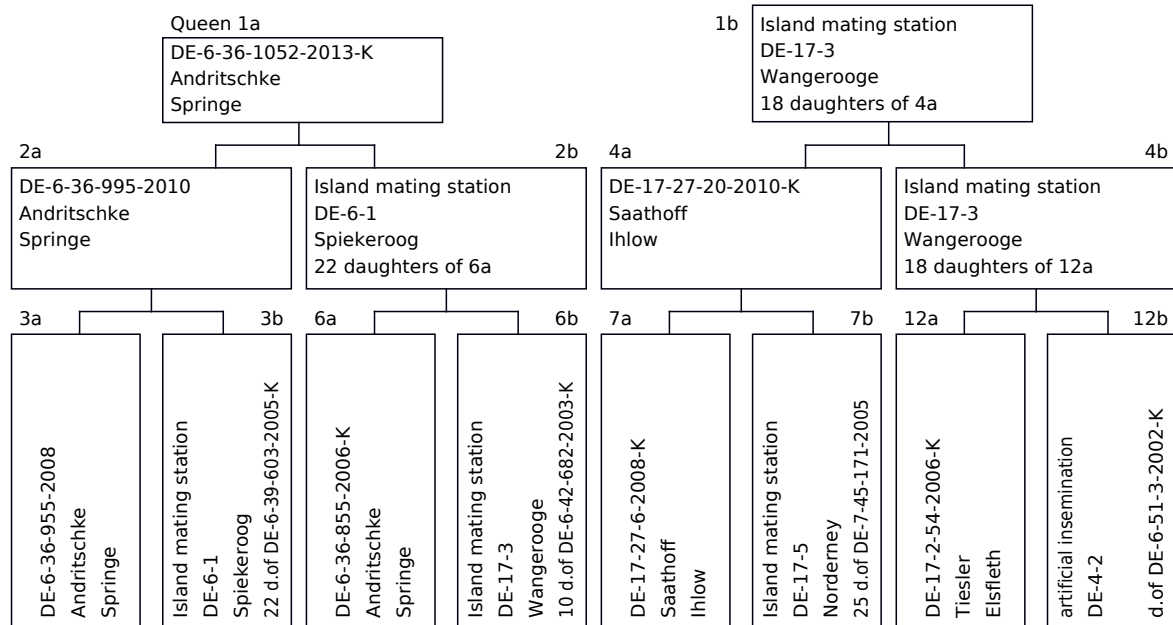 Queen 1a
DE-6-36-1052-2013-K
Andritschke
Springe
1b
Island mating station
DE-17-3
Wangerooge
18 daughters of 4a
2a
DE-6-36-995-2010
Andritschke
Springe
2b
Island mating station
DE-6-1
Spiekeroog
22 daughters of 6a
4a
DE-17-27-20-2010-K
Saathoff
Ihlow
4b
Island mating station
DE-17-3
Wangerooge
18 daughters of 12a
3a
DE-6-36-955-2008
Andritschke
Springe
3b
Island mating station
DE-6-1
Spiekeroog
22 d.of DE-6-39-603-2005-K
6a
DE-6-36-855-2006-K
Andritschke
Springe
6b
Island mating station
DE-17-3
Wangerooge
10 d.of DE-6-42-682-2003-K
7a
DE-17-27-6-2008-K
Saathoff
Ihlow
7b
Island mating station
DE-17-5
Norderney
25 d.of DE-7-45-171-2005
12a
DE-17-2-54-2006-K
Tiesler
Elsfleth
12b
artificial insemination
DE-4-2
d.of DE-6-51-3-2002-K